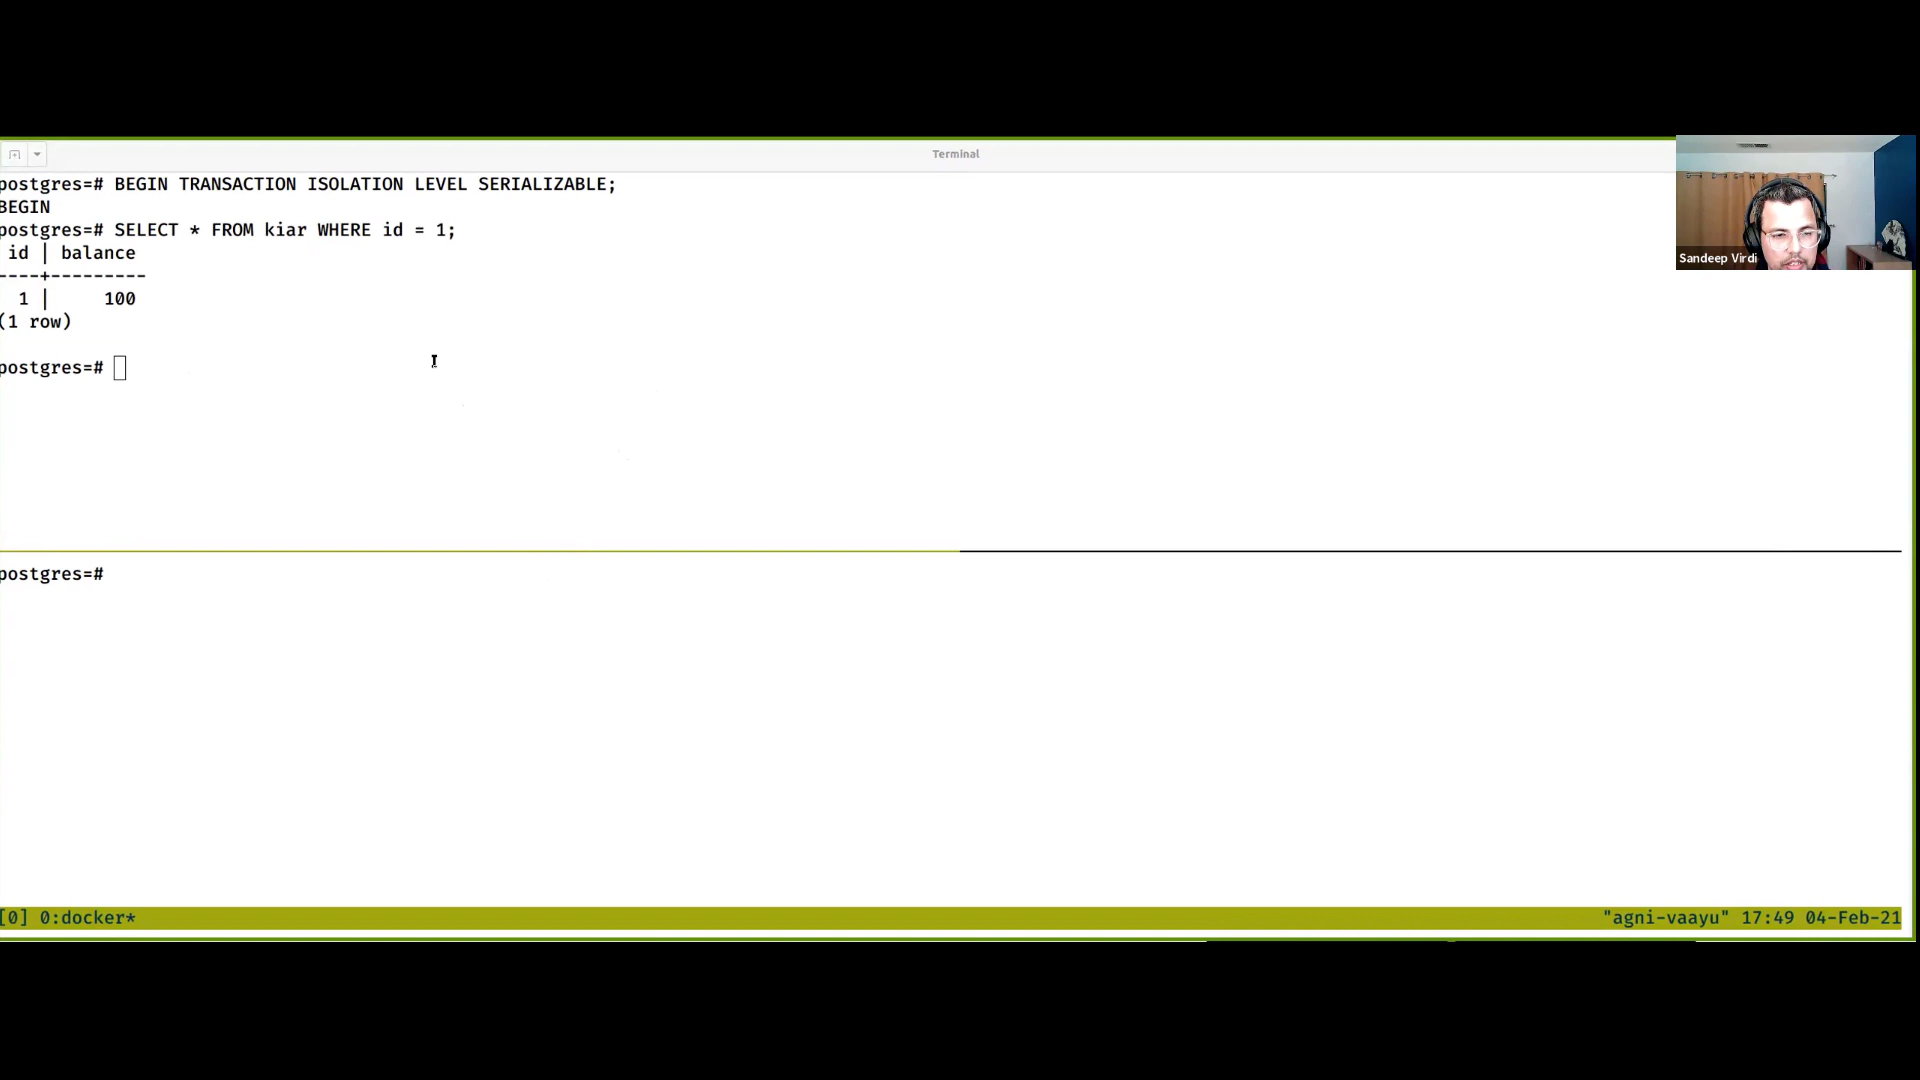 Terminal
postgres=# BEGIN TRANSACTION ISOLATION LEVEL SERIALIZABLE;
BEGIN
postgres=# SELECT * FROM kiar WHERE id = 1;
id | balance
----+---------
1 | 100
(1 row)
postgres=#
Sandeep Virdi
postgres=#
[0] 0:docker*
"agni-vaayu" 17:49 04-Feb-21